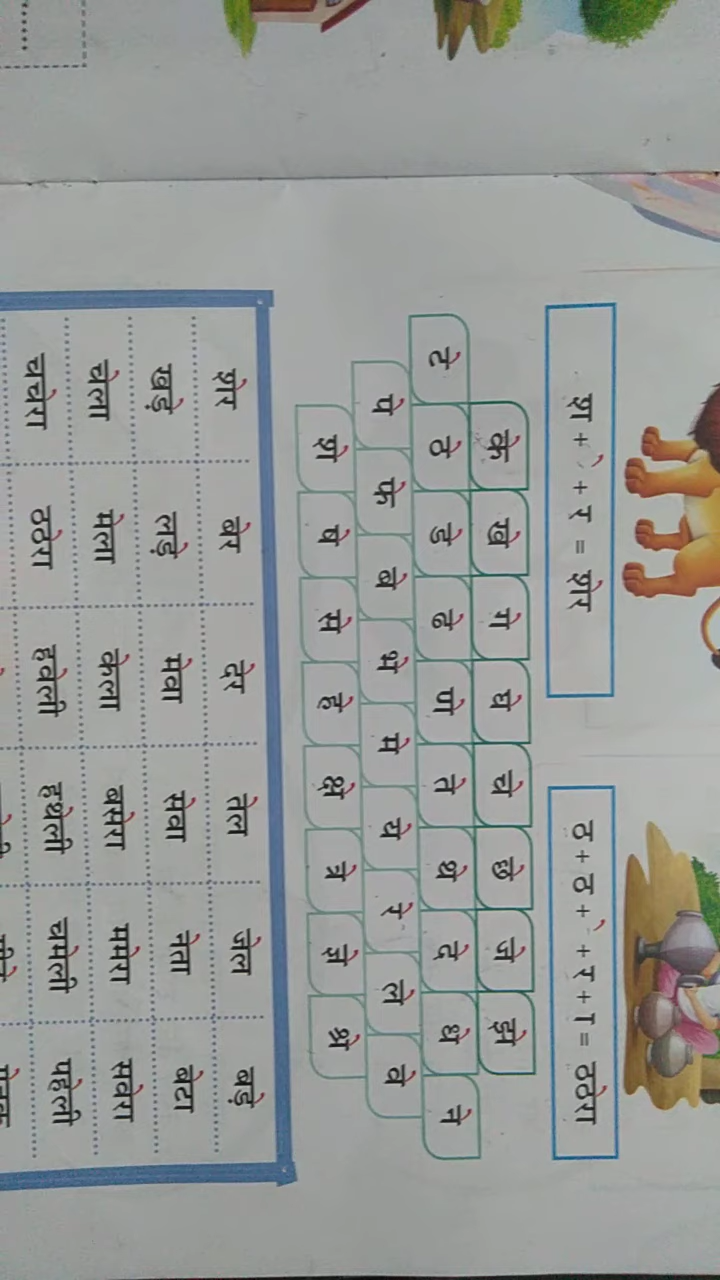 श + े + र = शेर
ठ + ठ + े + र + ा = ठठेरा
के खे गे घे चे छे जे झे
टे ठे डे ढे णे ते थे दे धे ने
पे फे बे भे मे ये रे ले वे
शे षे से हे क्षे त्रे ज्ञे श्रे
शेर बेर देर तेल जेल बड़े
खड़े लड़े मेवा सेवा नेता बेटा
चेला मेला केला बसेरा ममेरा सवेरा
चचेरा ठठेरा हवेली हथेली चमेली पहेली